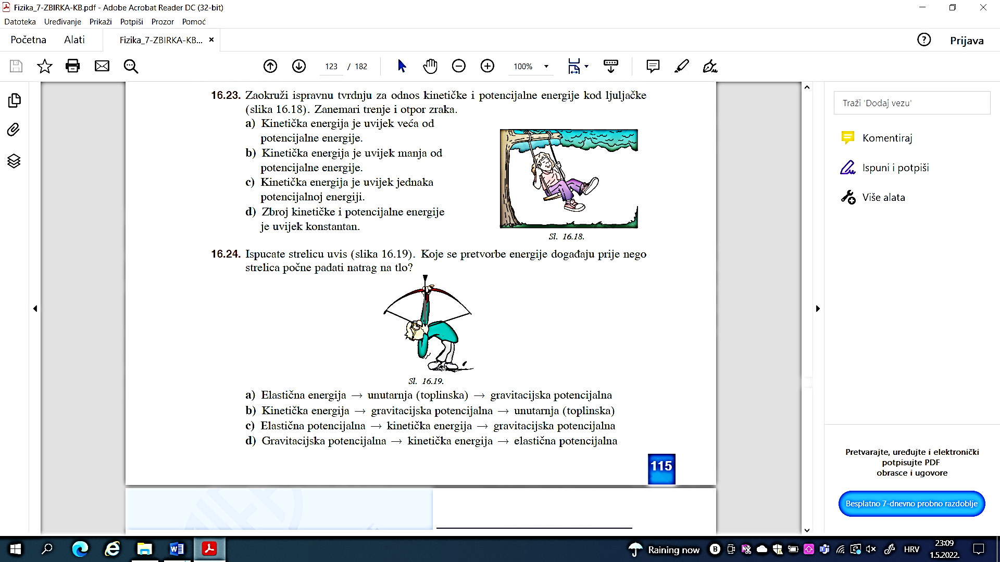 Fizika_7-ZBIRKA-KB.pdf - Adobe Acrobat Reader DC (32-bit)
Datoteka Uređivanje Prikaži Potpiši Prozor Pomoć
Početna Alati Fizika_7-ZBIRKA-KB... × Prijava
123 / 182 100%
16.23. Zaokruži ispravnu tvrdnju za odnos kinetičke i potencijalne energije kod ljuljačke
(slika 16.18). Zanemari trenje i otpor zraka.
a) Kinetička energija je uvijek veća od
potencijalne energije.
b) Kinetička energija je uvijek manja od
potencijalne energije.
c) Kinetička energija je uvijek jednaka
potencijalnoj energiji.
d) Zbroj kinetičke i potencijalne energije
je uvijek konstantan.
Sl. 16.18.
16.24. Ispucate strelicu uvis (slika 16.19). Koje se pretvorbe energije događaju prije nego
strelica počne padati natrag na tlo?
Sl. 16.19.
a) Elastična energija → unutarnja (toplinska) → gravitacijska potencijalna
b) Kinetička energija → gravitacijska potencijalna → unutarnja (toplinska)
c) Elastična potencijalna → kinetička energija → gravitacijska potencijalna
d) Gravitacijska potencijalna → kinetička energija → elastična potencijalna
115
Traži 'Dodaj vezu'
Komentiraj
Ispuni i potpiši
Više alata
Pretvarajte, uređujte i elektronički
potpisujte PDF
obrasce i ugovore
Besplatno 7-dnevno probno razdoblje
Raining now HRV 23:09
1.5.2022.